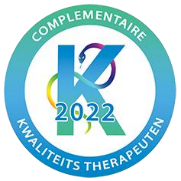 COMPLEMENTAIRE
K
2022
KWALITEITS THERAPEUTEN